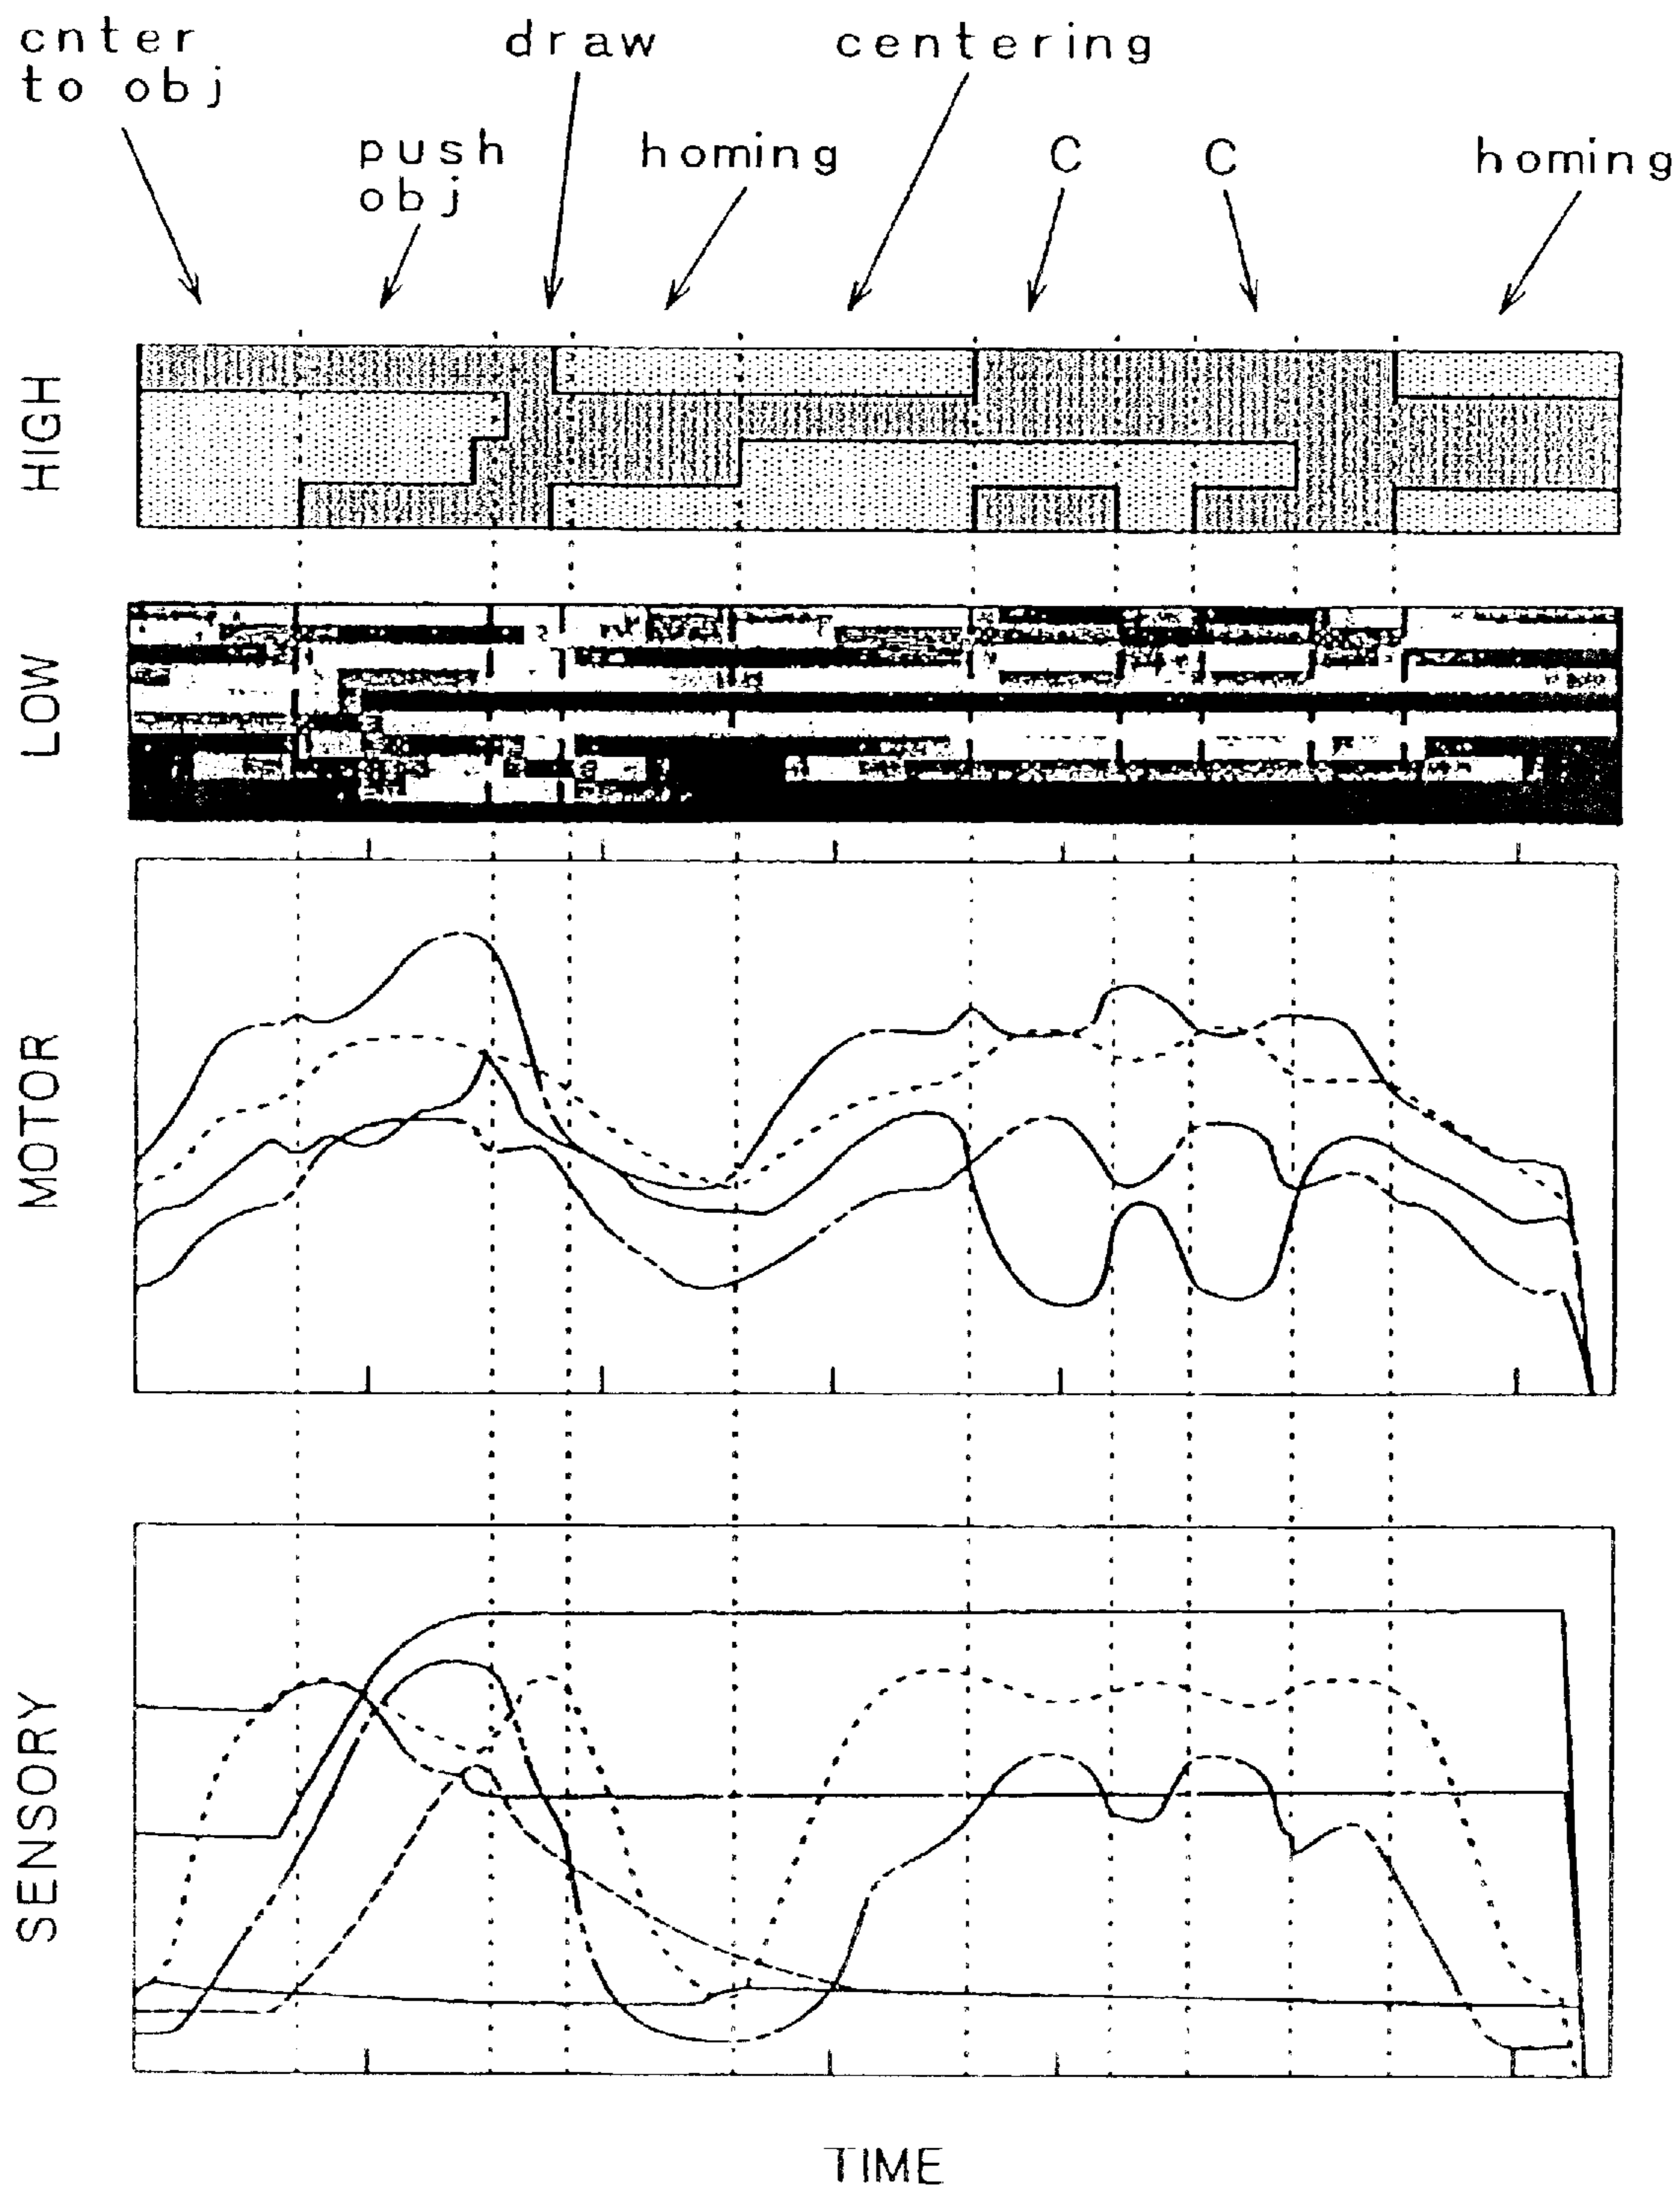 cnter
to obj
draw
centering
push
obj
homing
C
C
homing
HIGH
LOW
MOTOR
SENSORY
TIME